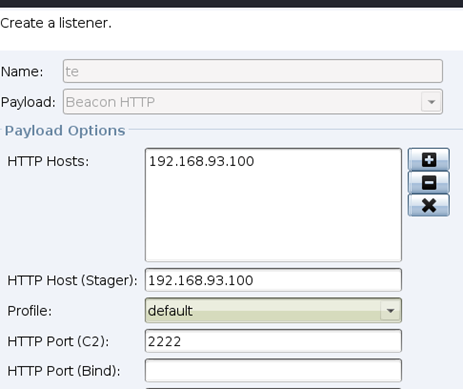 Create a listener.
Name: te
Payload: Beacon HTTP
Payload Options
HTTP Hosts: 192.168.93.100
HTTP Host (Stager): 192.168.93.100
Profile: default
HTTP Port (C2): 2222
HTTP Port (Bind):